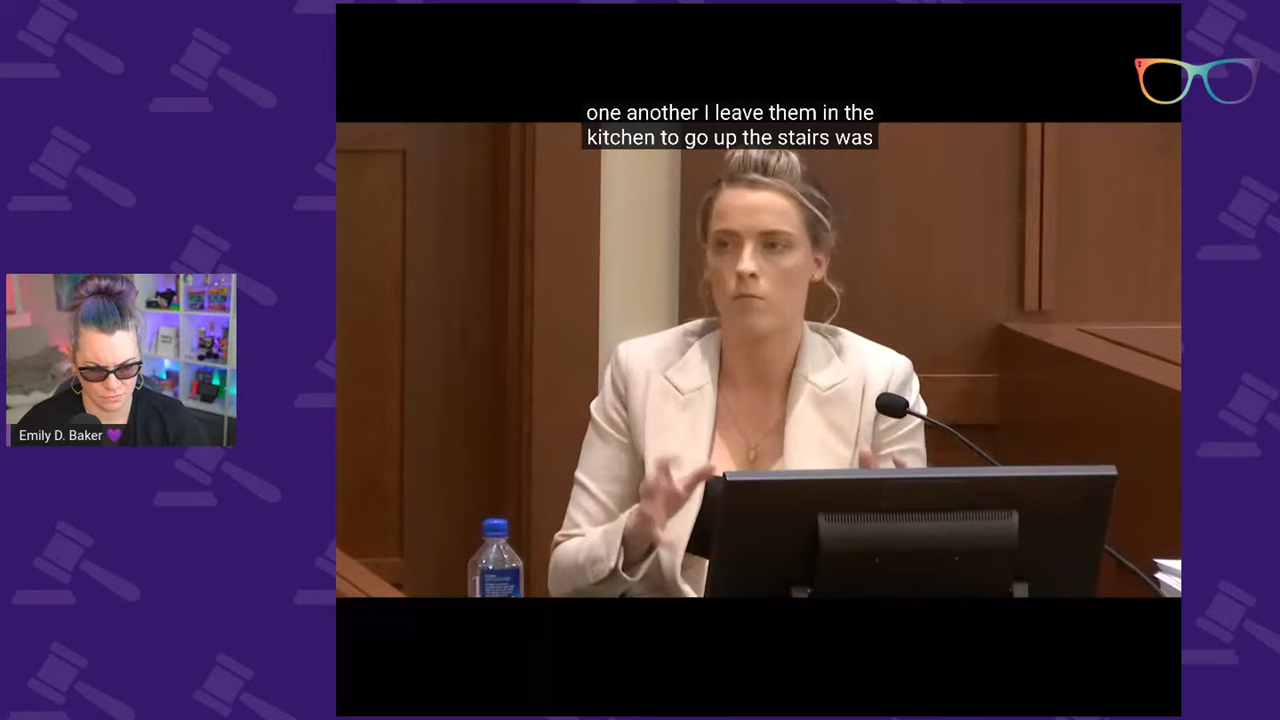 one another I leave them in the
kitchen to go up the stairs was
Emily D. Baker 💜